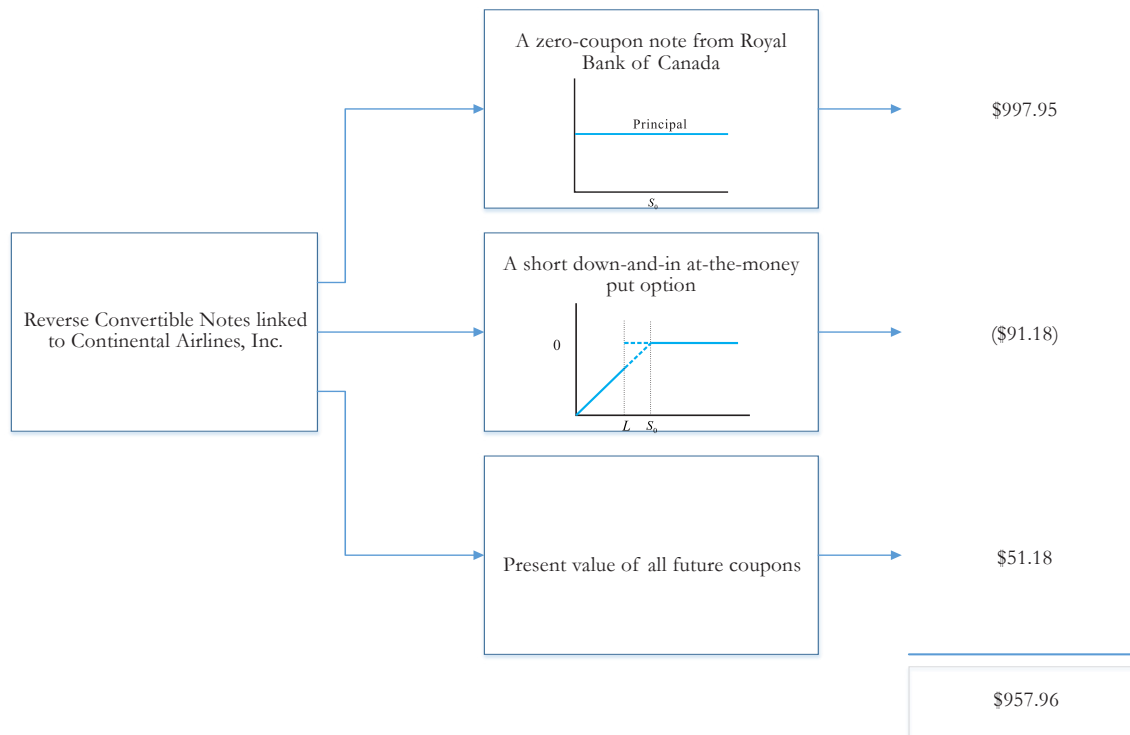 A zero-coupon note from Royal
Bank of Canada
Principal
S₀
$997.95
Reverse Convertible Notes linked
to Continental Airlines, Inc.
A short down-and-in at-the-money
put option
0
L S₀
($91.18)
Present value of all future coupons
$51.18
$957.96